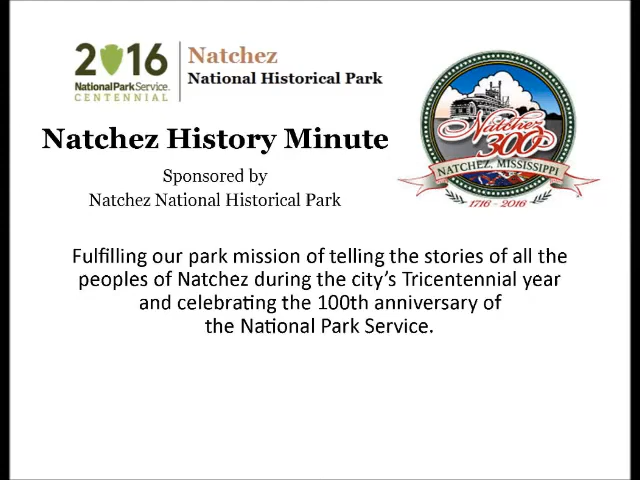 2016
National Park Service™
CENTENNIAL
Natchez
National Historical Park
Natchez History Minute
Sponsored by
Natchez National Historical Park
Natchez
300
NATCHEZ, MISSISSIPPI
1716 - 2016
Fulfilling our park mission of telling the stories of all the
peoples of Natchez during the city’s Tricentennial year
and celebrating the 100th anniversary of
the National Park Service.